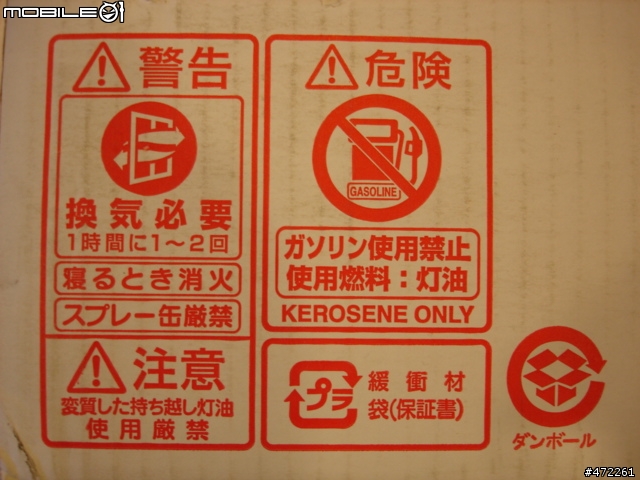 MOBILE01
警告
換気必要
1時間に1～2回
寝るとき消火
スプレー缶厳禁
注意
変質した持ち越し灯油
使用厳禁
危険
GASOLINE
ガソリン使用禁止
使用燃料：灯油
KEROSENE ONLY
プラ
緩衝材
袋(保証書)
ダンボール
#472261